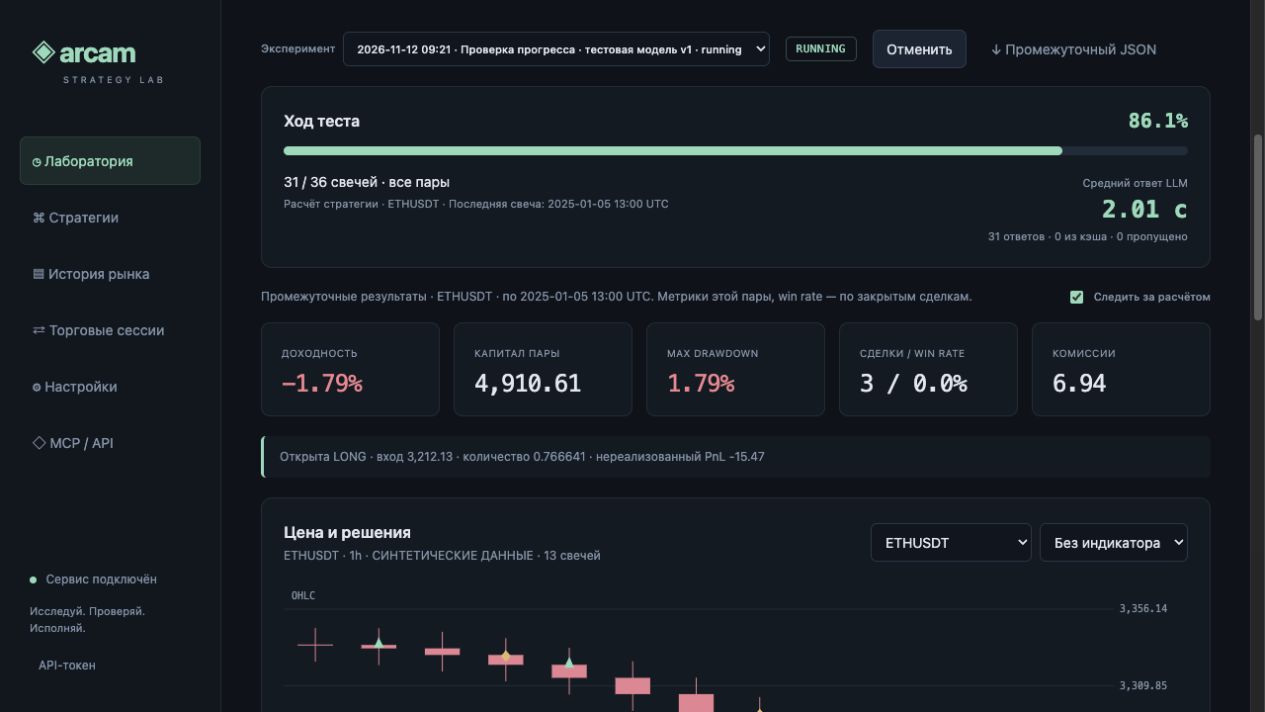 arcam
STRATEGY LAB
Лаборатория
Стратегии
История рынка
Торговые сессии
Настройки
MCP / API
Сервис подключён
Исследуй. Проверяй.
Исполняй.
API-токен
Эксперимент
2026-11-12 09:21 · Проверка прогресса · тестовая модель v1 · running
RUNNING
Отменить
↓ Промежуточный JSON
Ход теста
86.1%
31 / 36 свечей · все пары
Расчёт стратегии · ETHUSDT · Последняя свеча: 2025-01-05 13:00 UTC
Средний ответ LLM
2.01 с
31 ответов · 0 из кэша · 0 пропущено
Промежуточные результаты · ETHUSDT · по 2025-01-05 13:00 UTC. Метрики этой пары, win rate — по закрытым сделкам.
Следить за расчётом
ДОХОДНОСТЬ
−1.79%
КАПИТАЛ ПАРЫ
4,910.61
MAX DRAWDOWN
1.79%
СДЕЛКИ / WIN RATE
3 / 0.0%
КОМИССИИ
6.94
Открыта LONG · вход 3,212.13 · количество 0.766641 · нереализованный PnL -15.47
Цена и решения
ETHUSDT · 1h · СИНТЕТИЧЕСКИЕ ДАННЫЕ · 13 свечей
ETHUSDT
Без индикатора
OHLC
3,356.14
3,309.85